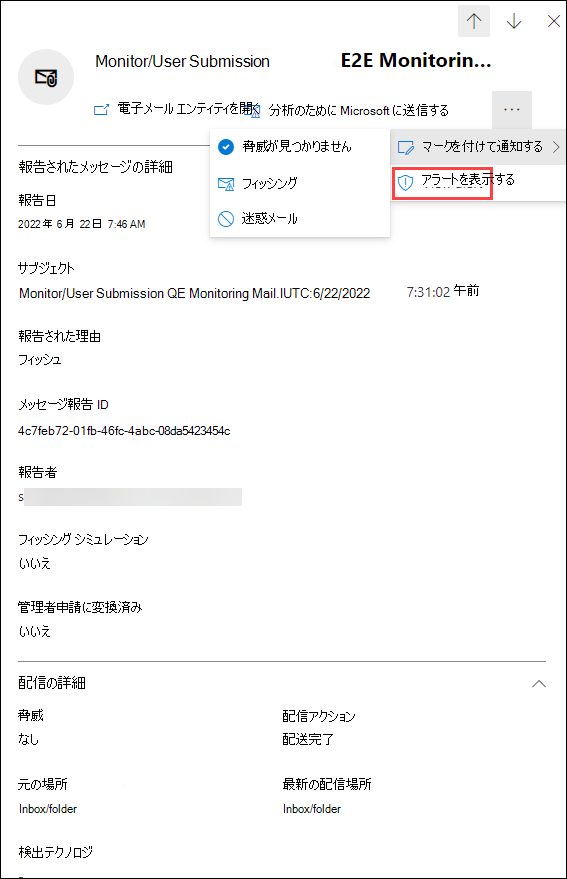 Monitor/User Submission E2E Monitorin...
電子メール エンティティを開く 分析のために Microsoft に送信する ...
脅威が見つかりません マークを付けて通知する
フィッシング アラートを表示する
迷惑メール
報告されたメッセージの詳細
報告日
2022 年 6 月 22日 7:46 AM
サブジェクト
Monitor/User Submission QE Monitoring Mail.IUTC:6/22/2022 7:31:02 午前
報告された理由
フィッシュ
メッセージ報告 ID
4c7feb72-01fb-46fc-4abc-08da5423454c
報告者
s
フィッシング シミュレーション
いいえ
管理者申請に変換済み
いいえ
配信の詳細
脅威 配信アクション
なし 配送完了
元の場所 最新の配信場所
Inbox/folder Inbox/folder
検出テクノロジ